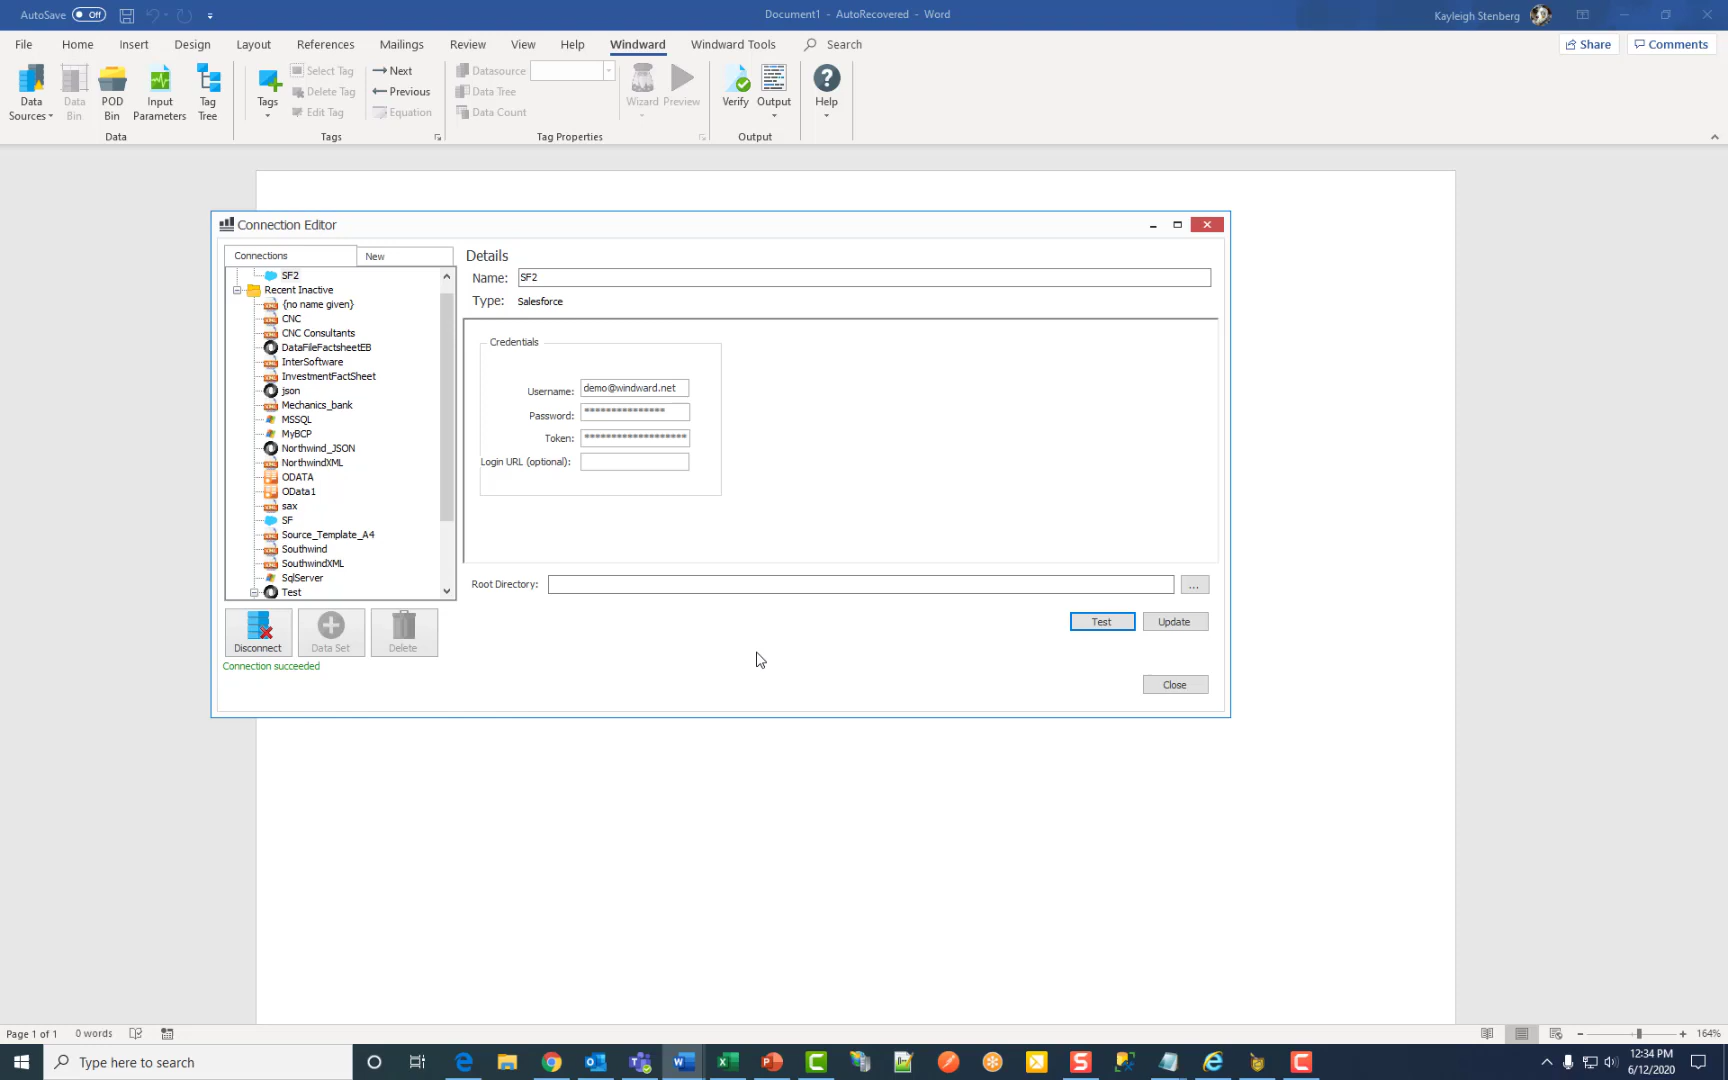 AutoSave Off
Document1 - AutoRecovered - Word
Kayleigh Stenberg
File Home Insert Design Layout References Mailings Review View Help Windward Windward Tools Search
Share Comments
Data Sources
Data Bin
POD Bin
Input Parameters
Tag Tree
Data
Tags
Select Tag
Delete Tag
Edit Tag
Next
Previous
Equation
Tags
Datasource
Data Tree
Data Count
Wizard
Preview
Tag Properties
Verify
Output
Output
Help
Connection Editor
Connections
New
SF2
Recent Inactive
{no name given}
CNC
CNC Consultants
DataFileFactsheetEB
InterSoftware
InvestmentFactSheet
json
Mechanics_bank
MSSQL
MyBCP
Northwind_JSON
NorthwindXML
ODATA
OData1
sax
SF
Source_Template_A4
Southwind
SouthwindXML
SqlServer
Test
Disconnect
Data Set
Delete
Connection succeeded
Details
Name: SF2
Type: Salesforce
Credentials
Username: demo@windward.net
Password: ***************
Token: *******************
Login URL (optional):
Root Directory:
...
Test
Update
Close
Page 1 of 1 0 words
164%
Type here to search
12:34 PM
6/12/2020